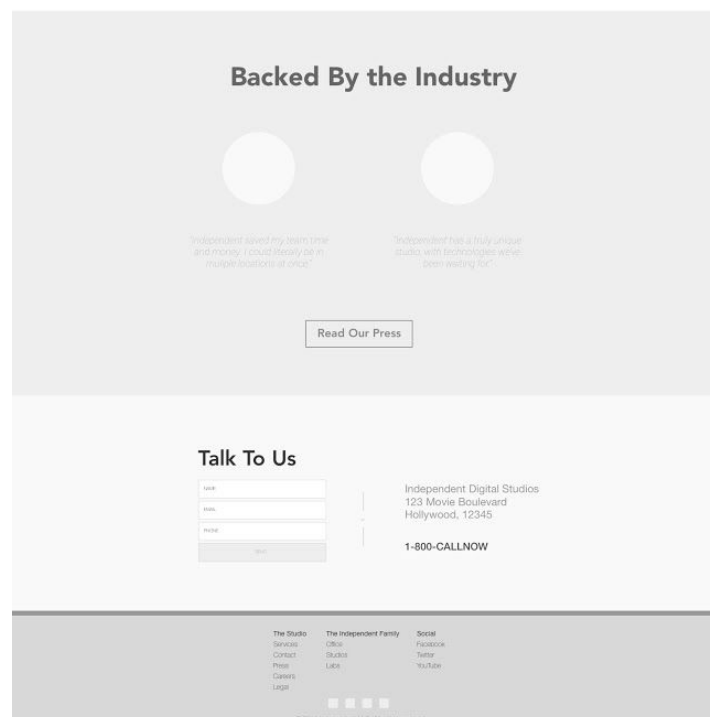 Backed By the Industry
"Independent saved my team time
and money. I could literally be in
multiple locations at once."
"Independent has a truly unique
studio, with technologies we've
been waiting for."
Read Our Press
Talk To Us
NAME
EMAIL
PHONE
Independent Digital Studios
123 Movie Boulevard
Hollywood, 12345
1-800-CALLNOW
The Studio
Services
Contact
Press
Careers
Legal
The Independent Family
Office
Studios
Labs
Social
Facebook
Twitter
YouTube